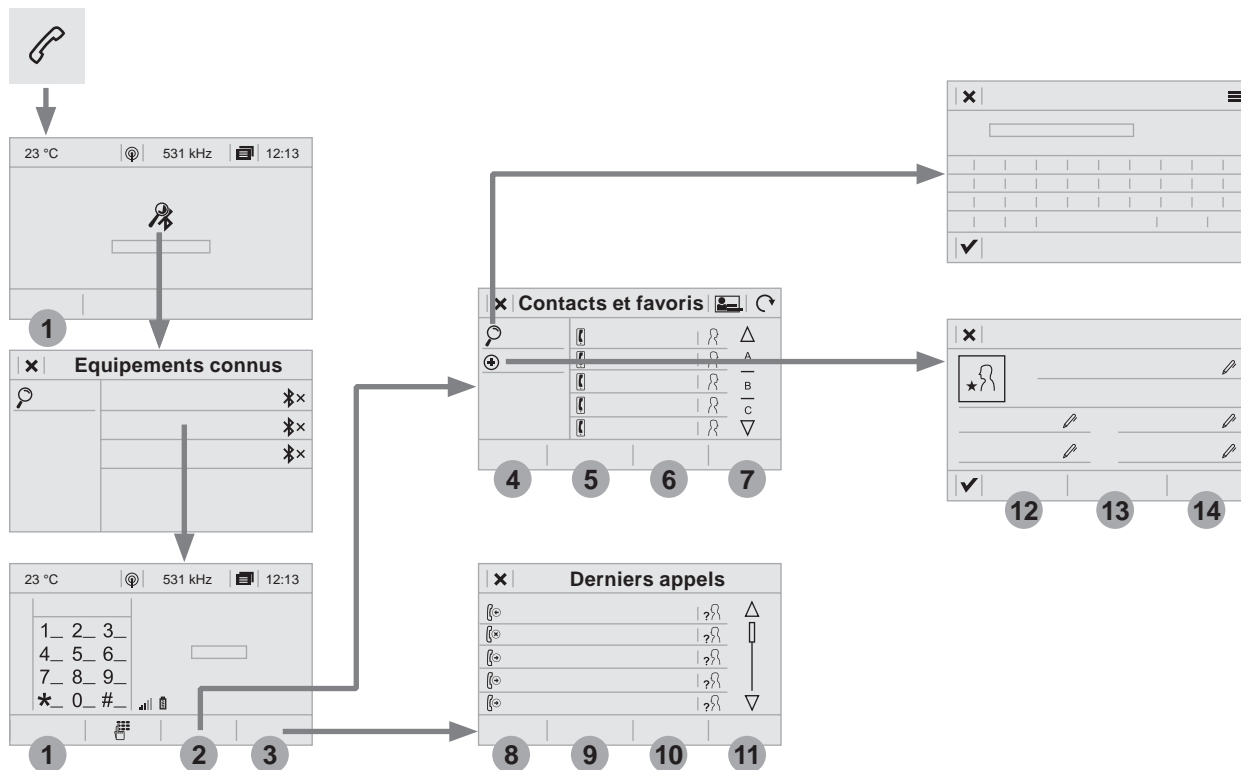 23 °C 531 kHz 12:13
1
Equipements connus
23 °C 531 kHz 12:13
1_ 2_ 3_
4_ 5_ 6_
7_ 8_ 9_
*_ 0_ #_
1 2 3
Contacts et favoris
A
B
C
4 5 6 7
Derniers appels
?
?
?
?
?
8 9 10 11
12 13 14